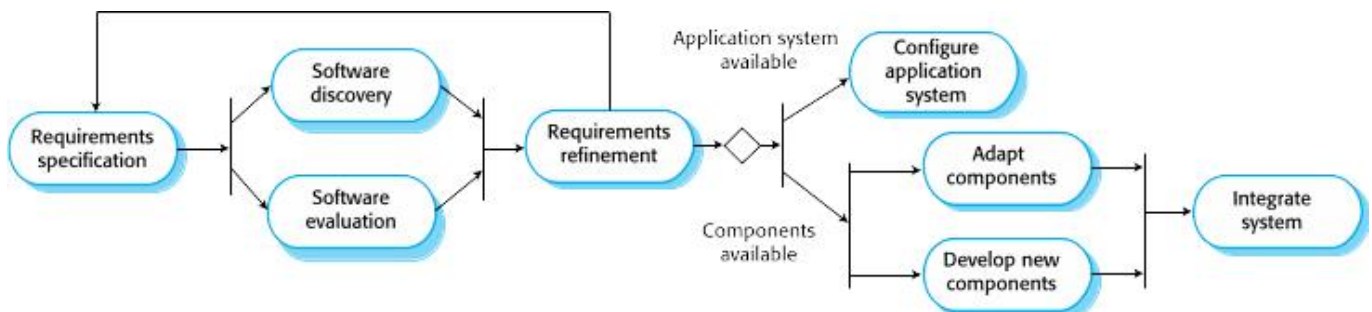 Requirements
specification
Software
discovery
Software
evaluation
Requirements
refinement
Application system
available
Configure
application
system
Components
available
Adapt
components
Develop new
components
Integrate
system